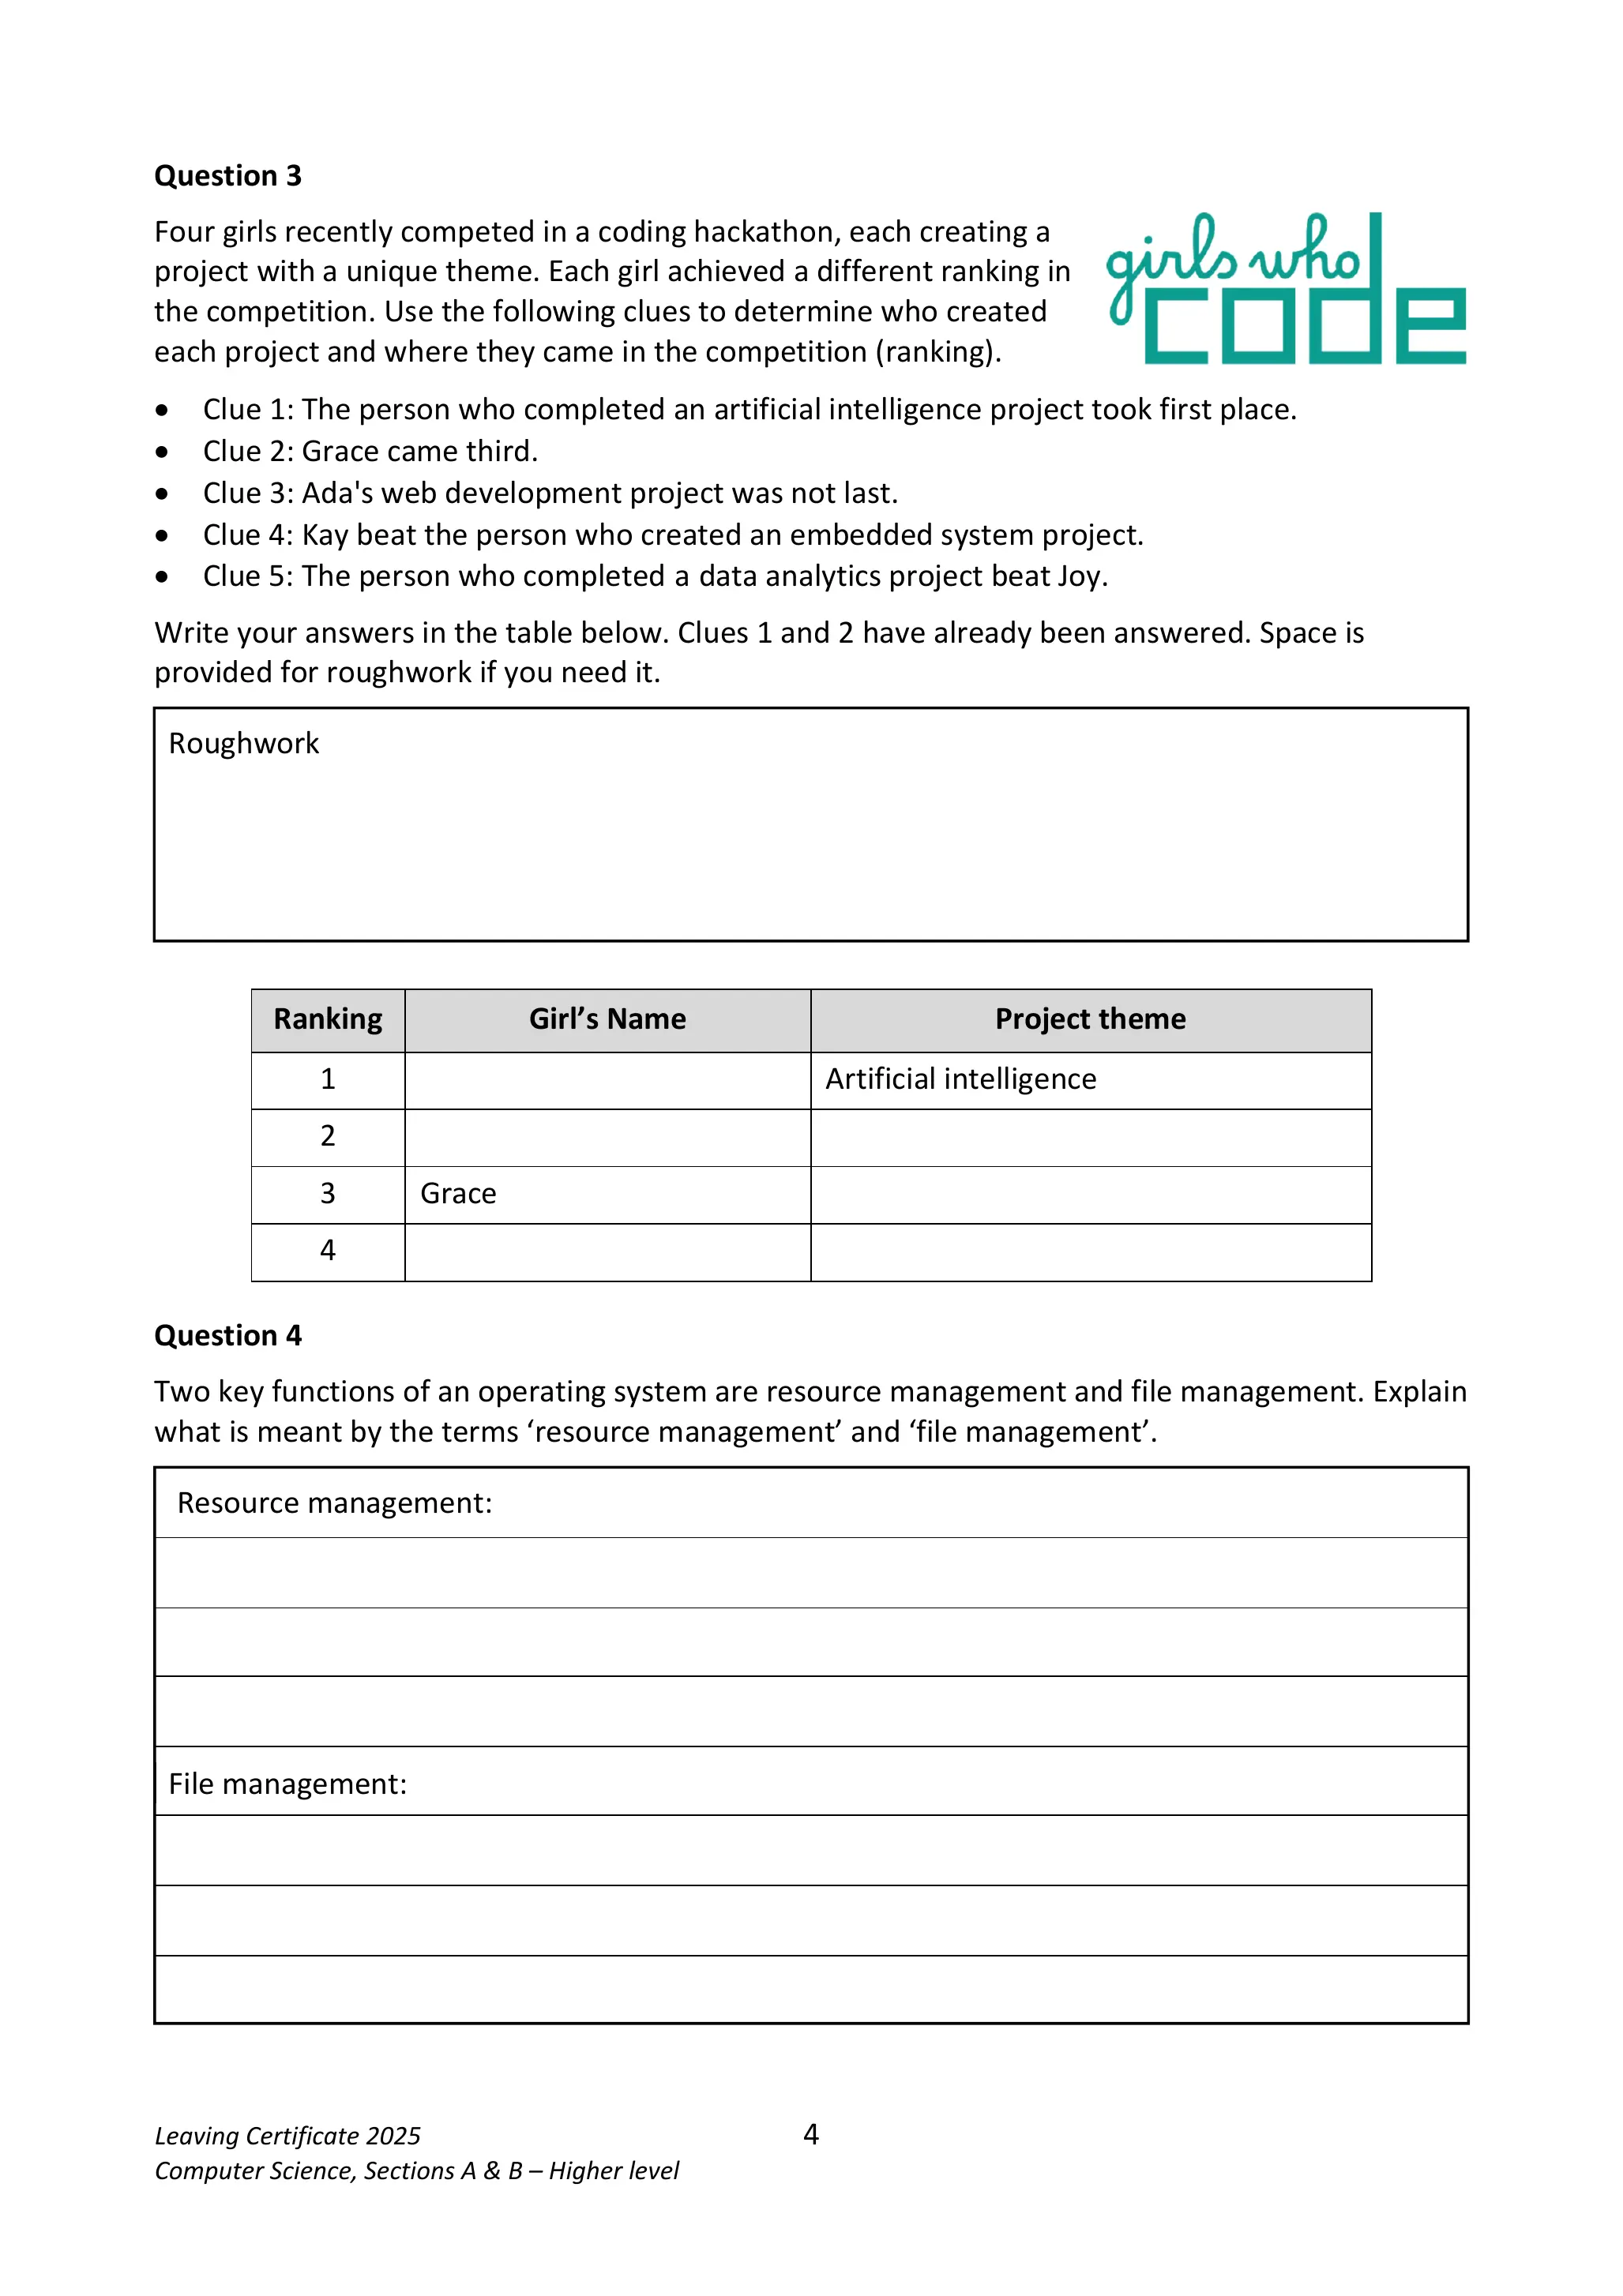 Question 3
Four girls recently competed in a coding hackathon, each creating a
project with a unique theme. Each girl achieved a different ranking in
the competition. Use the following clues to determine who created
each project and where they came in the competition (ranking).
girls who
code
• Clue 1: The person who completed an artificial intelligence project took first place.
• Clue 2: Grace came third.
• Clue 3: Ada's web development project was not last.
• Clue 4: Kay beat the person who created an embedded system project.
• Clue 5: The person who completed a data analytics project beat Joy.
Write your answers in the table below. Clues 1 and 2 have already been answered. Space is
provided for roughwork if you need it.
Roughwork
Ranking Girl’s Name Project theme
1 Artificial intelligence
2
3 Grace
4
Question 4
Two key functions of an operating system are resource management and file management. Explain
what is meant by the terms ‘resource management’ and ‘file management’.
Resource management:
File management:
Leaving Certificate 2025 4
Computer Science, Sections A & B – Higher level